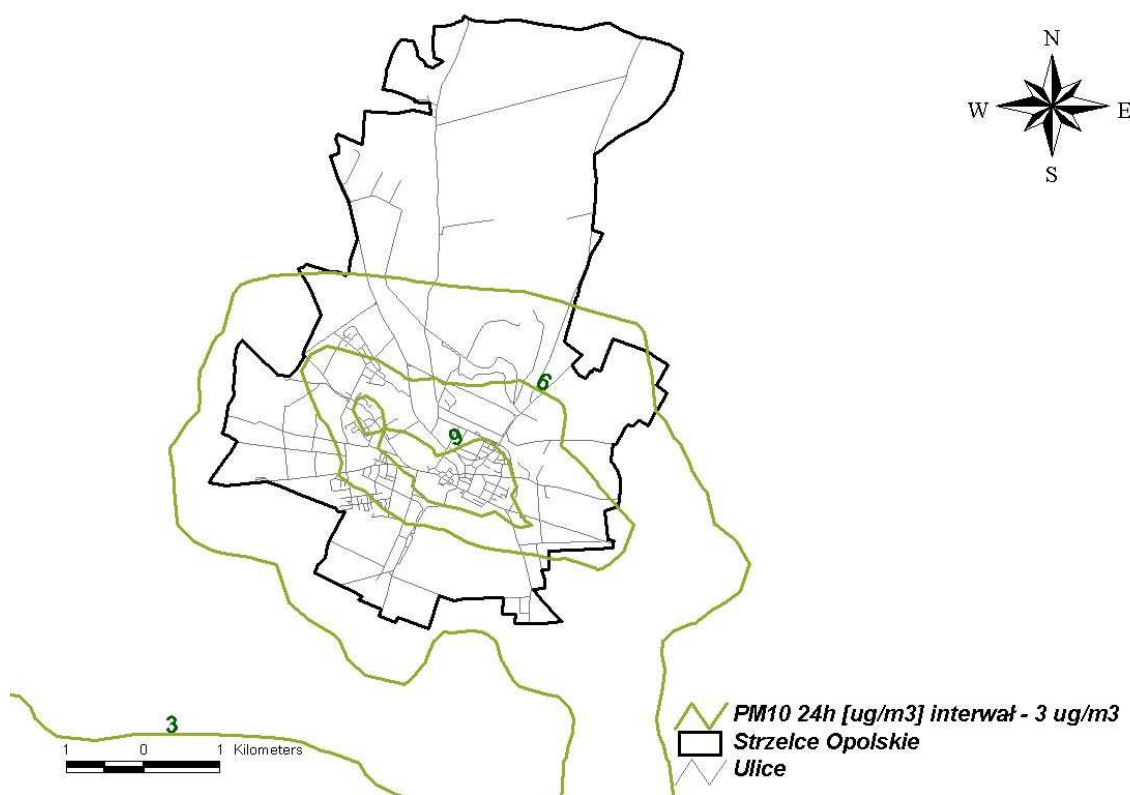 N
W E
S
6
9
3
1 0 1 Kilometers
PM10 24h [ug/m3] interwał - 3 ug/m3
Strzelce Opolskie
Ulice